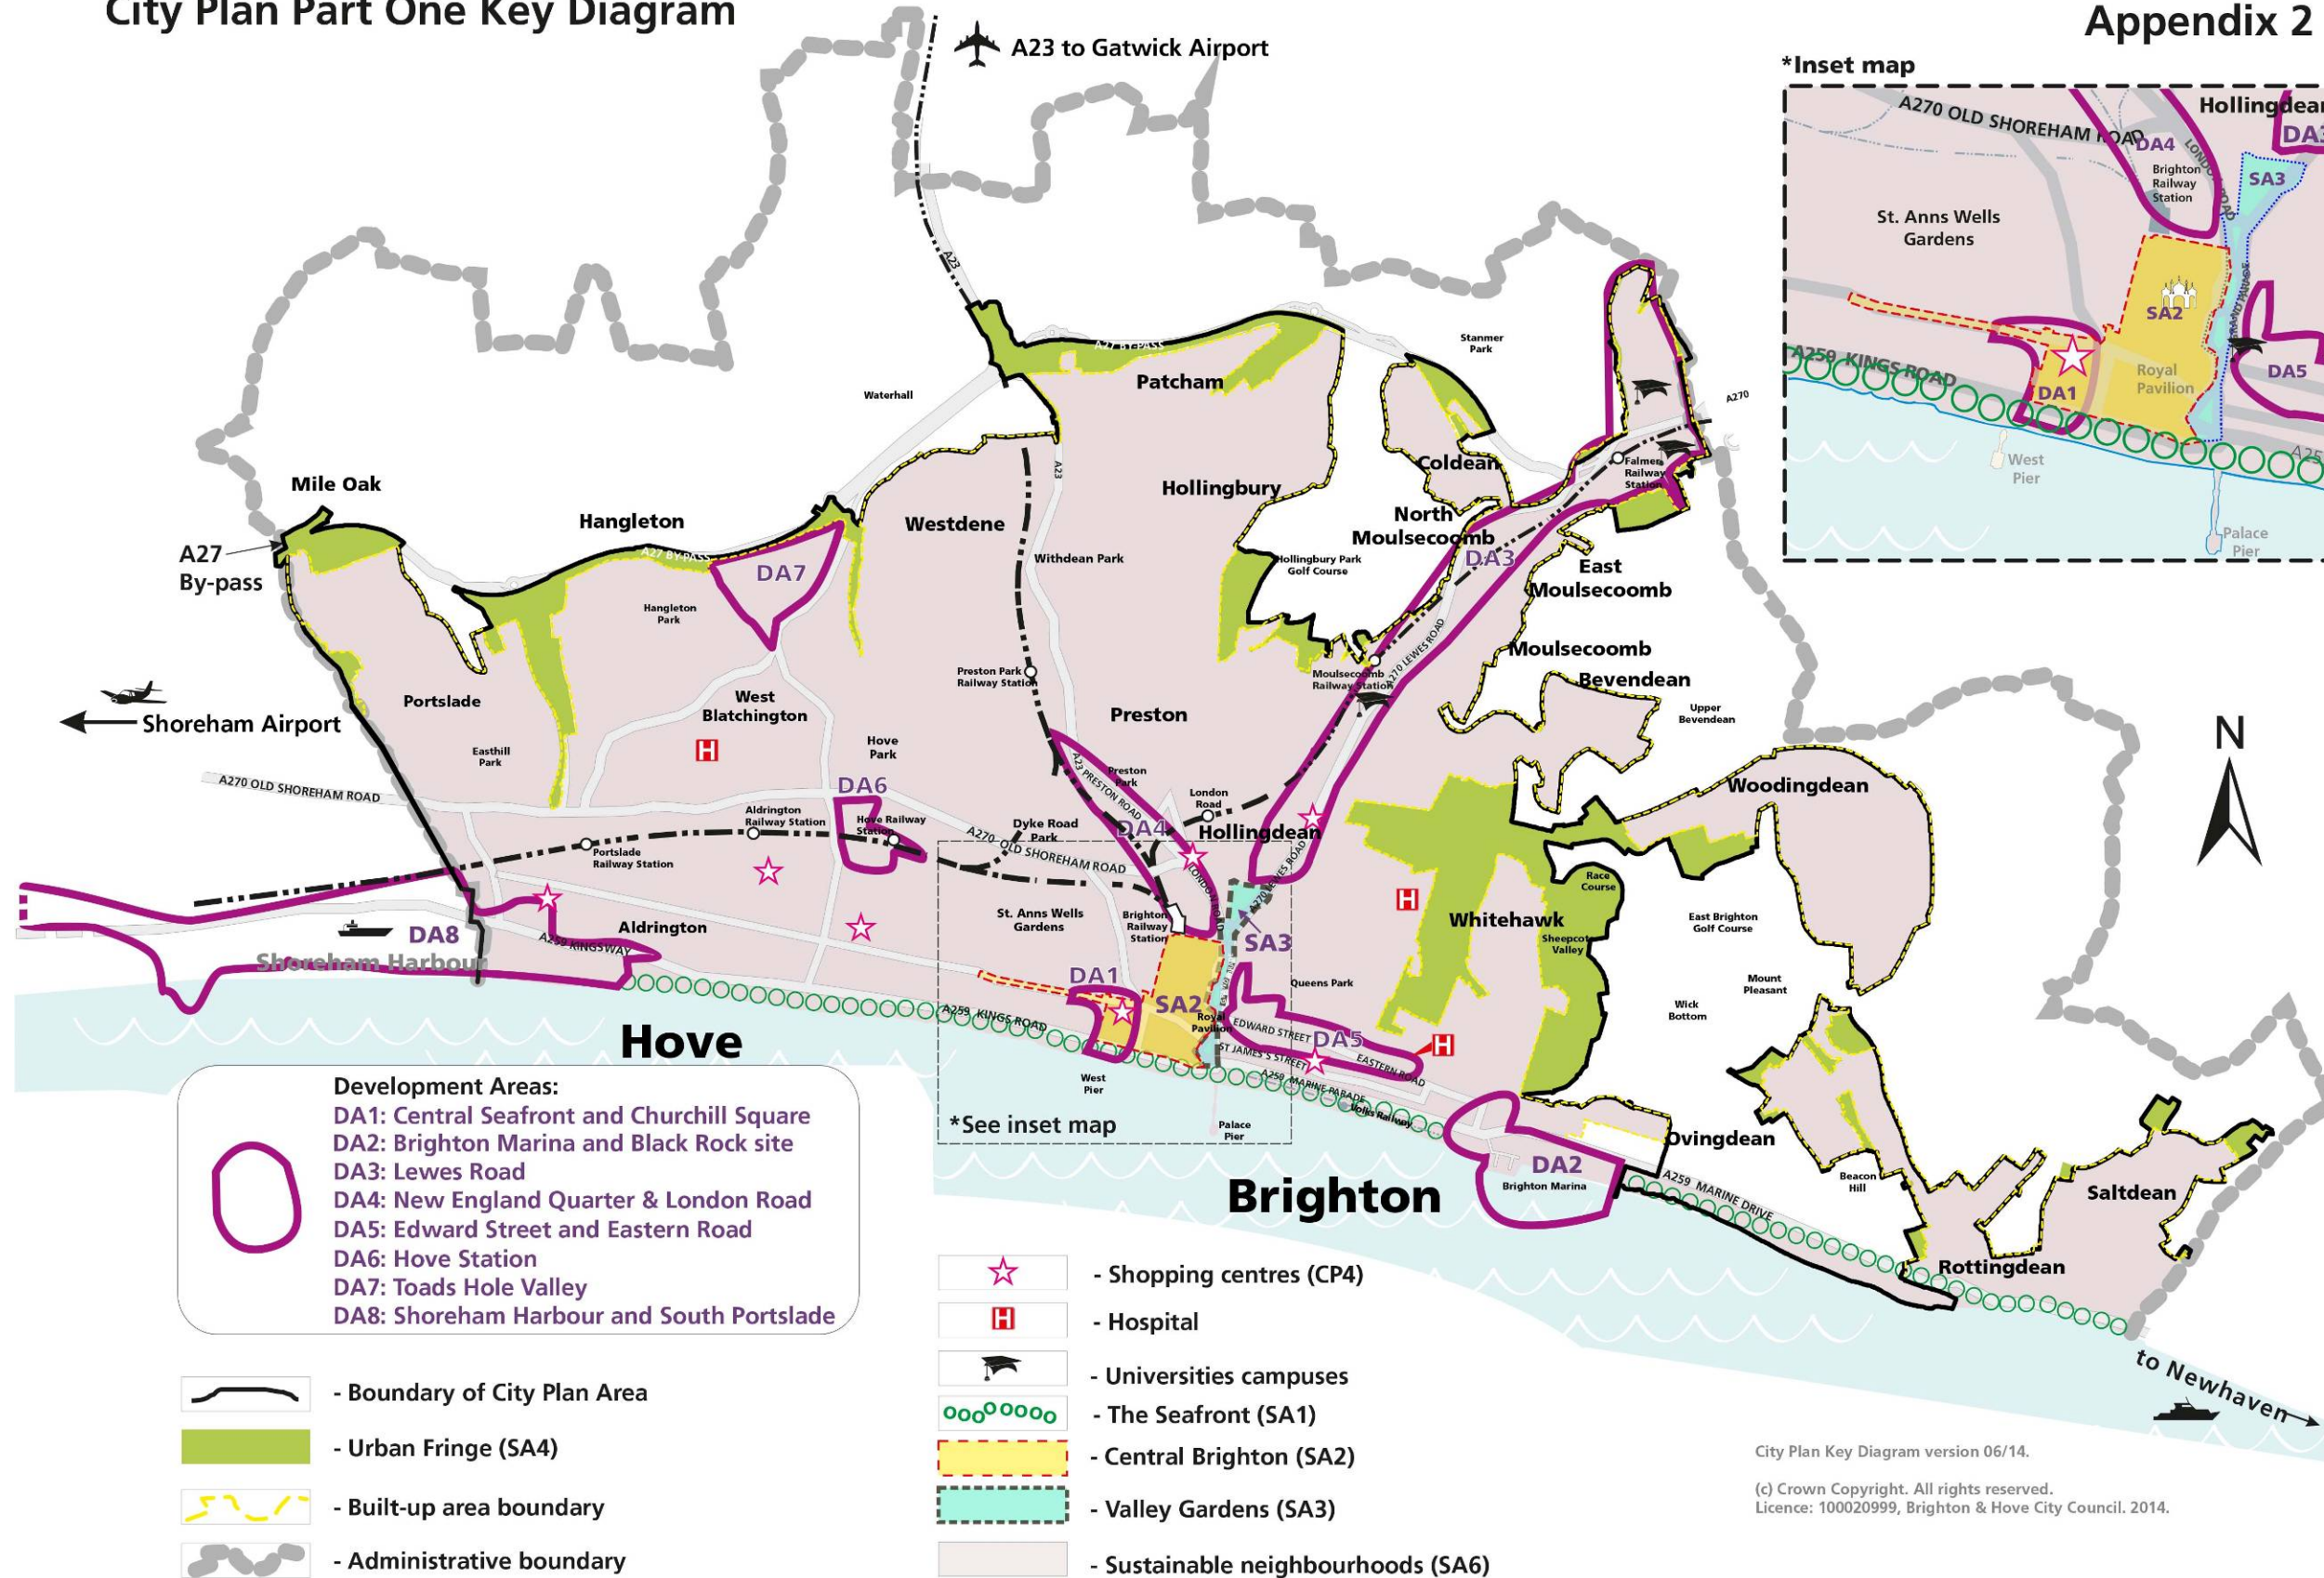 City Plan Part One Key Diagram
Appendix 2
A23 to Gatwick Airport
*Inset map
A270 OLD SHOREHAM ROAD
DA4
Brighton
Railway
Station
SA3
St. Anns Wells
Gardens
SA2
Royal
Pavilion
DA5
A259 KINGS ROAD
DA1
West
Pier
Palace
Pier
A23
A27 BY-PASS
Patcham
Stanmer
Park
Waterhall
A270
Mile Oak
A27
By-pass
Hangleton
A27 BY-PASS
DA7
Westdene
A23
Withdean Park
Hollingbury
Coldean
North
Moulsecoomb
DA3
Falmer
Railway
Station
Hollingbury Park
Golf Course
East
Moulsecoomb
Hangleton
Park
A270 LEWES ROAD
Moulsecoomb
Bevendean
Upper
Bevendean
Moulsecoomb
Railway Station
Preston Park
Railway Station
Portslade
West
Blatchington
Preston
Shoreham Airport
Easthill
Park
H
Hove
Park
DA6
A270 OLD SHOREHAM ROAD
Aldrington
Railway Station
Hove Railway
Station
Portslade
Railway Station
A23 PRESTON ROAD
Preston
Park
London
Road
DA4
Hollingdean
Dyke Road
Park
A270 OLD SHOREHAM ROAD
LONDON ROAD
A270 LEWES ROAD
Woodingdean
Race
Course
H
Whitehawk
Sheepcot
Valley
East Brighton
Golf Course
Mount
Pleasant
Wick
Bottom
DA8
Shoreham Harbour
Aldrington
A259 KINGSWAY
St. Anns Wells
Gardens
Brighton
Railway
Station
SA3
Queens Park
DA1
SA2
Royal
Pavilion
EDWARD STREET
DA5
H
ST JAMES'S STREET
EASTERN ROAD
A259 KINGS ROAD
A259 MARINE PARADE
Volks Railway
West
Pier
Palace
Pier
*See inset map
Hove
Brighton
DA2
Brighton Marina
Ovingdean
A259 MARINE DRIVE
Beacon
Hill
Saltdean
Rottingdean
to Newhaven
N
Development Areas:
DA1: Central Seafront and Churchill Square
DA2: Brighton Marina and Black Rock site
DA3: Lewes Road
DA4: New England Quarter & London Road
DA5: Edward Street and Eastern Road
DA6: Hove Station
DA7: Toads Hole Valley
DA8: Shoreham Harbour and South Portslade
- Boundary of City Plan Area
- Urban Fringe (SA4)
- Built-up area boundary
- Administrative boundary
- Shopping centres (CP4)
H - Hospital
- Universities campuses
- The Seafront (SA1)
- Central Brighton (SA2)
- Valley Gardens (SA3)
- Sustainable neighbourhoods (SA6)
City Plan Key Diagram version 06/14.
(c) Crown Copyright. All rights reserved.
Licence: 100020999, Brighton & Hove City Council. 2014.